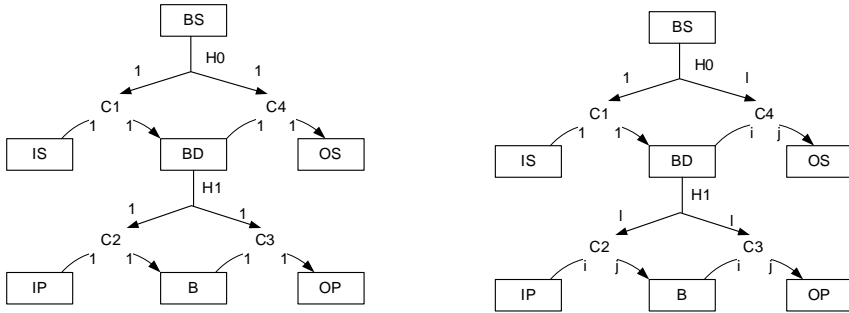 BS
H0
1 1
C1 C4
1 1 1 1
IS BD OS
H1
1 1
C2 C3
1 1 1 1
IP B OP
BS
H0
1 l
C1 C4
1 1 i j
IS BD OS
H1
l l
C2 C3
i j i j
IP B OP